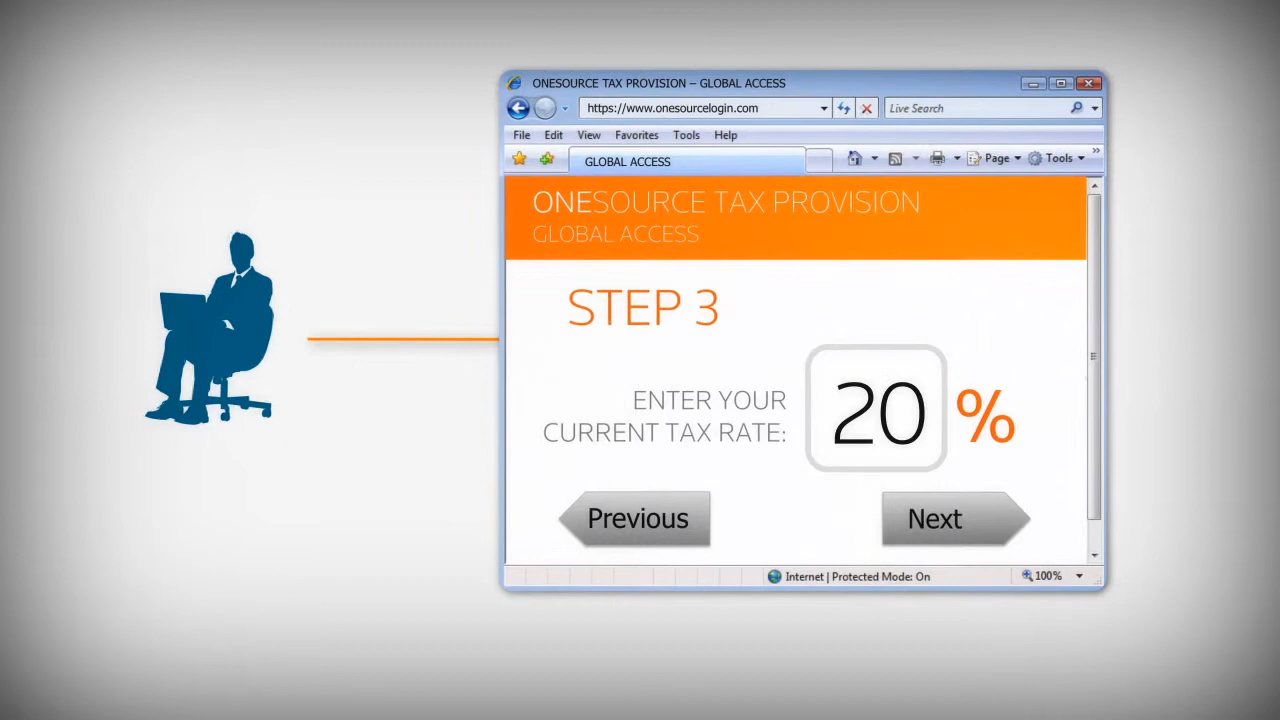 ONESOURCE TAX PROVISION – GLOBAL ACCESS
https://www.onesourcelogin.com
Live Search
File Edit View Favorites Tools Help
GLOBAL ACCESS
Page Tools
ONESOURCE TAX PROVISION
GLOBAL ACCESS
STEP 3
ENTER YOUR
CURRENT TAX RATE:
20 %
Previous
Next
Internet | Protected Mode: On
100%